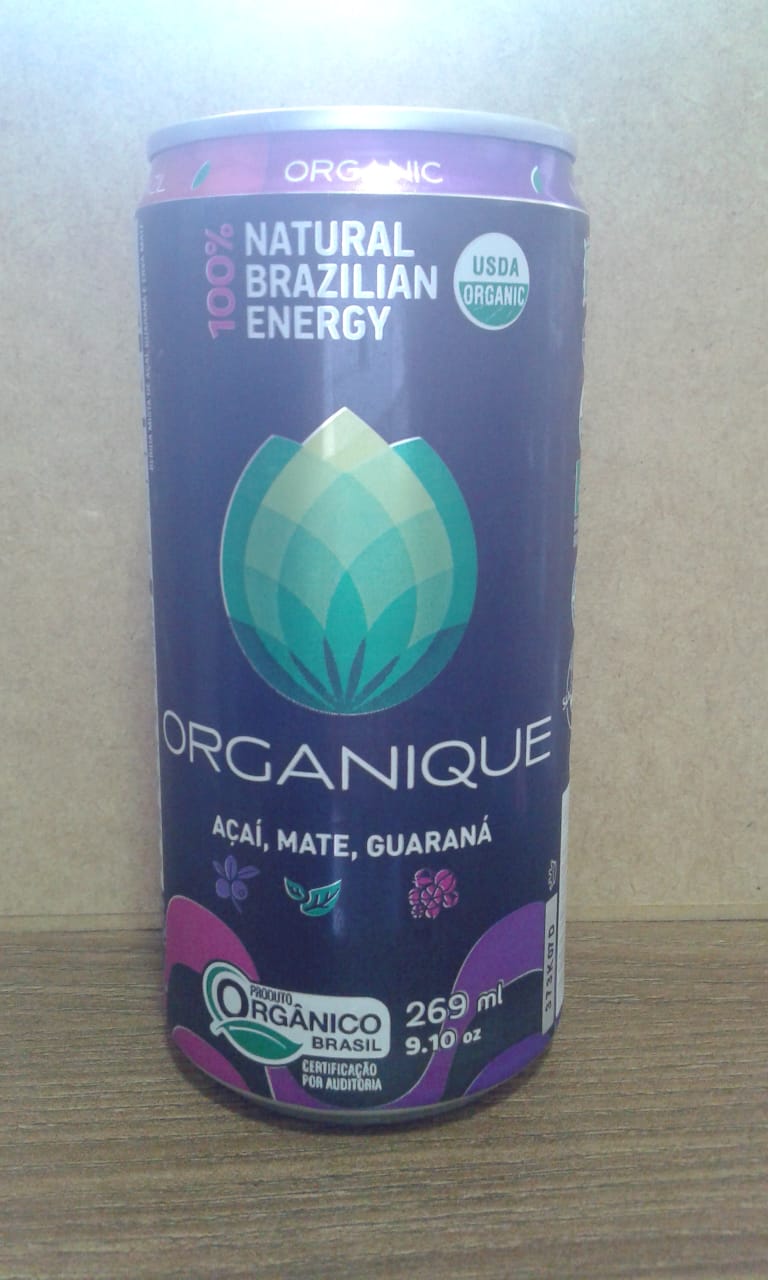 ORGANIC
100%
NATURAL
BRAZILIAN
ENERGY
USDA
ORGANIC
ORGANIQUE
AÇAÍ, MATE, GUARANÁ
PRODUTO
ORGÂNICO
BRASIL
CERTIFICAÇÃO
POR AUDITORIA
269 ml
9.10 oz
373K07D